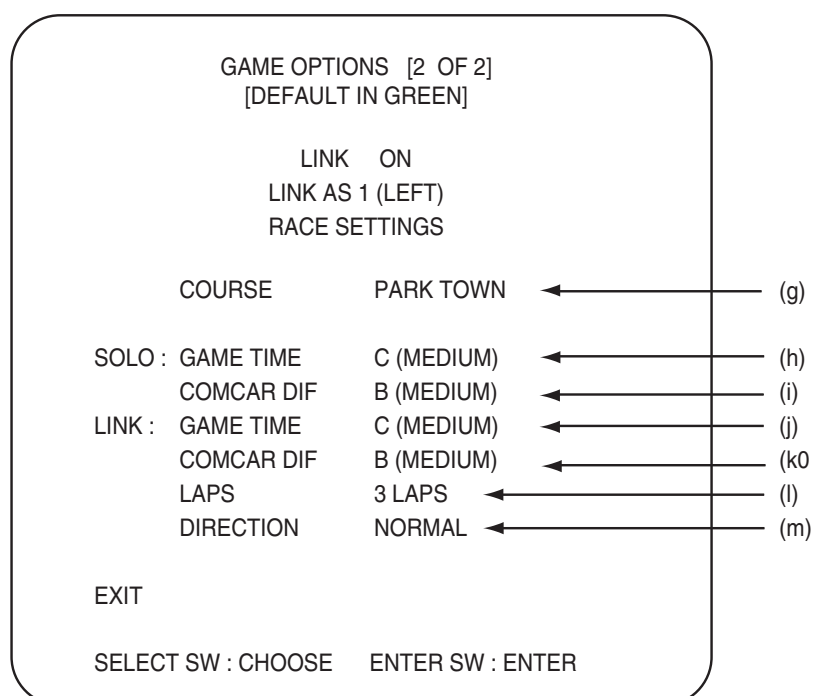 GAME OPTIONS [2 OF 2]
[DEFAULT IN GREEN]
LINK ON
LINK AS 1 (LEFT)
RACE SETTINGS
COURSE PARK TOWN (g)
SOLO : GAME TIME C (MEDIUM) (h)
COMCAR DIF B (MEDIUM) (i)
LINK : GAME TIME C (MEDIUM) (j)
COMCAR DIF B (MEDIUM) (k0
LAPS 3 LAPS (l)
DIRECTION NORMAL (m)
EXIT
SELECT SW : CHOOSE ENTER SW : ENTER